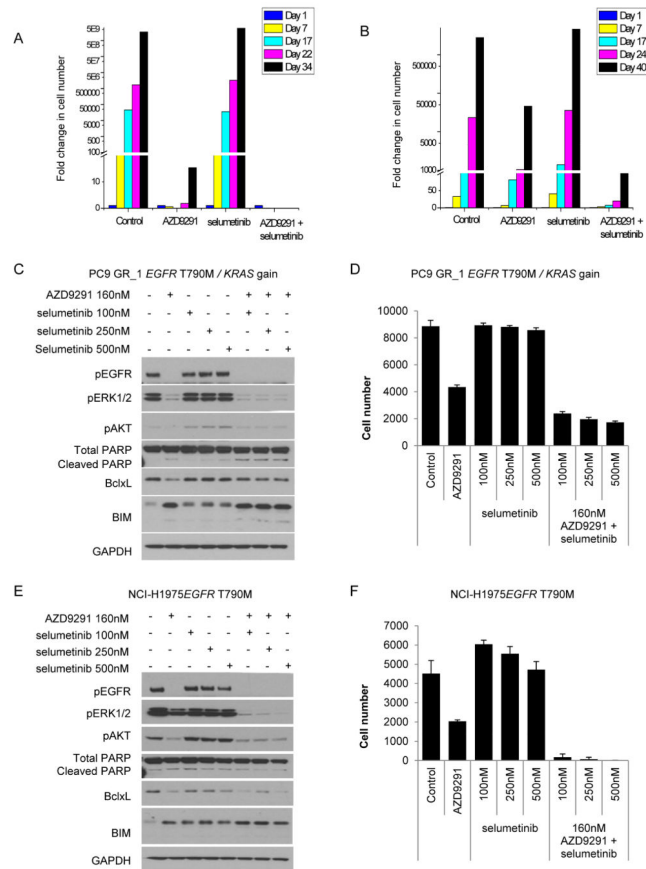 A
Fold change in cell number
5E9
5E8
5E7
5E6
500000
50000
5000
500
100
10
0
Day 1
Day 7
Day 17
Day 22
Day 34
Control
AZD9291
selumetinib
AZD9291 +
selumetinib
B
Fold change in cell number
50000
50000
1000
50
0
Day 1
Day 7
Day 17
Day 24
Day 40
Control
AZD9291
selumetinib
AZD9291 +
selumetinib
C
PC9 GR_1 EGFR T790M / KRAS gain
AZD9291 160nM - + - - - + + +
selumetinib 100nM - - + - - + - -
selumetinib 250nM - - - + - - + -
Selumetinib 500nM - - - - + - - +
pEGFR
pERK1/2
pAKT
Total PARP
Cleaved PARP
BclxL
BIM
GAPDH
D
PC9 GR_1 EGFR T790M / KRAS gain
Cell number
10000
8000
6000
4000
2000
0
Control
AZD9291
100nM
250nM
500nM
100nM
250nM
500nM
selumetinib
160nM
AZD9291 +
selumetinib
E
NCI-H1975EGFR T790M
AZD9291 160nM - + - - - + + +
selumetinib 100nM - - + - - + - -
selumetinib 250nM - - - + - - + -
selumetinib 500nM - - - - + - - +
pEGFR
pERK1/2
pAKT
Total PARP
Cleaved PARP
BclxL
BIM
GAPDH
F
NCI-H1975EGFR T790M
Cell number
7000
6000
5000
4000
3000
2000
1000
0
Control
AZD9291
100nM
250nM
500nM
100nM
250nM
500nM
selumetinib
160nM
AZD9291 +
selumetinib